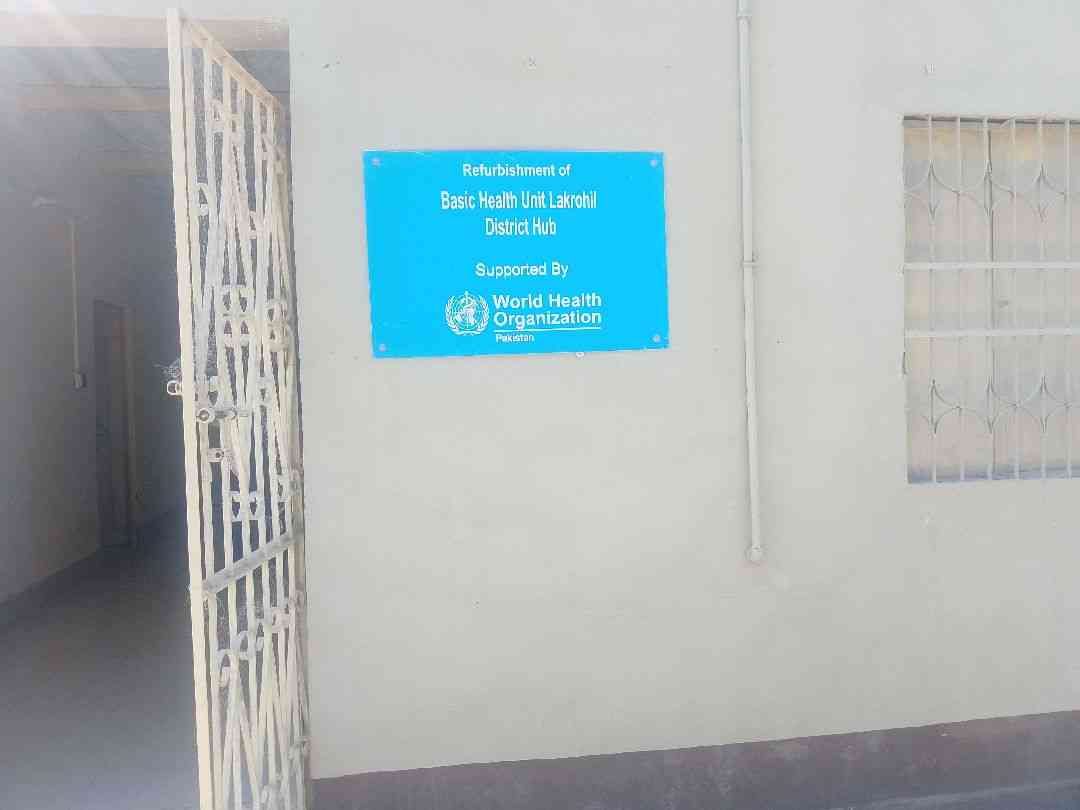 Refurbishment of
Basic Health Unit Lakrohil
District Hub
Supported By
World Health
Organization
Pakistan